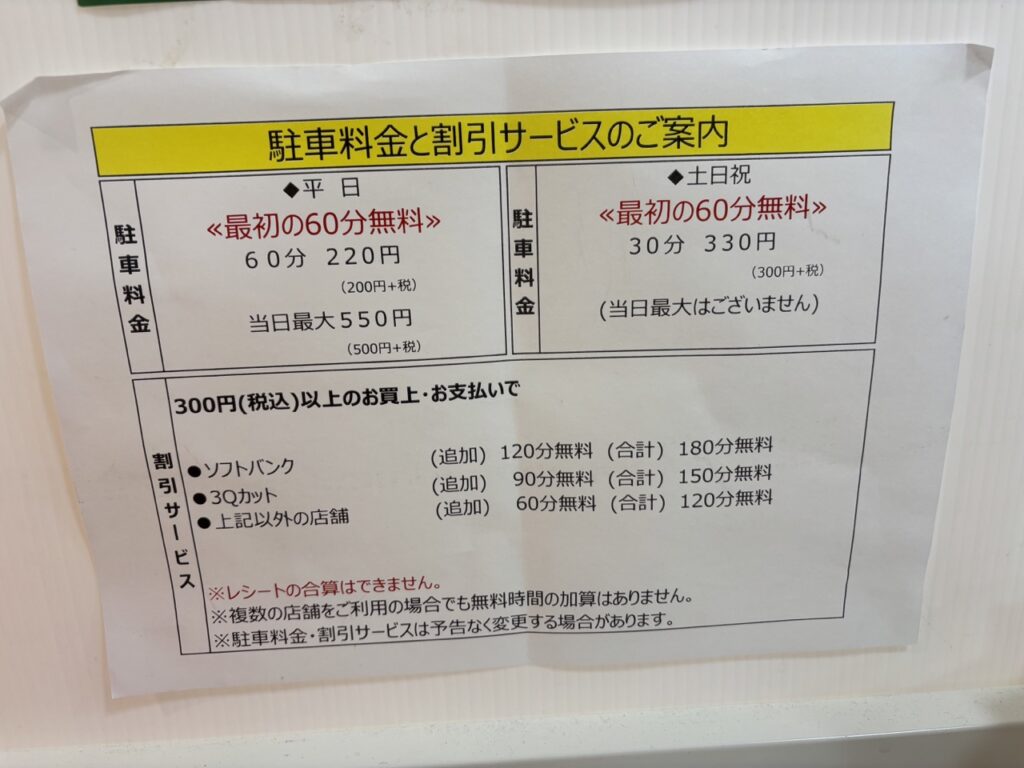 駐車料金と割引サービスのご案内
駐車料金
◆平 日
≪最初の60分無料≫
60分 220円
(200円+税)
当日最大550円
(500円+税)
駐車料金
◆土日祝
≪最初の60分無料≫
30分 330円
(300円+税)
(当日最大はございません)
割引サービス
300円(税込)以上のお買上・お支払いで
●ソフトバンク (追加) 120分無料 (合計) 180分無料
●3Qカット (追加) 90分無料 (合計) 150分無料
●上記以外の店舗 (追加) 60分無料 (合計) 120分無料
※レシートの合算はできません。
※複数の店舗をご利用の場合でも無料時間の加算はありません。
※駐車料金・割引サービスは予告なく変更する場合があります。